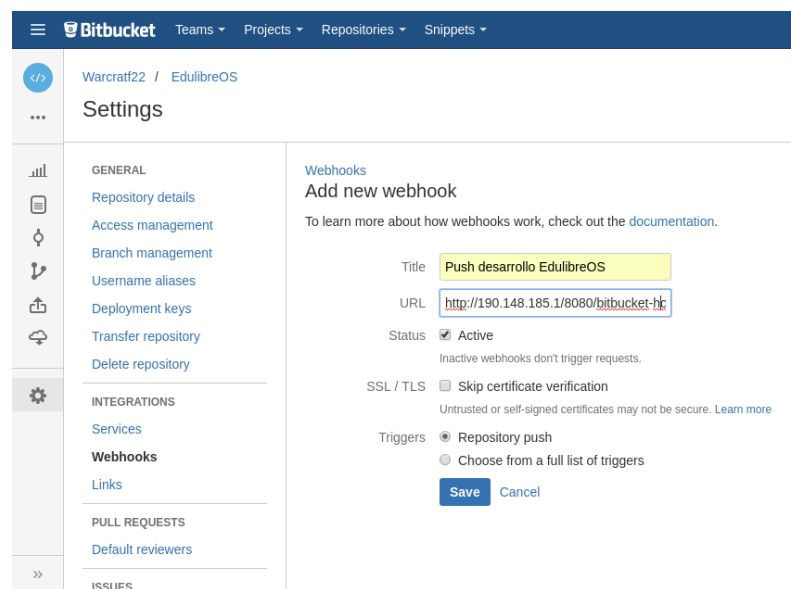 Bitbucket Teams Projects Repositories Snippets
Warcratf22 / EdulibreOS
Settings
GENERAL
Repository details
Access management
Branch management
Username aliases
Deployment keys
Transfer repository
Delete repository
INTEGRATIONS
Services
Webhooks
Links
PULL REQUESTS
Default reviewers
ISSUES
Webhooks
Add new webhook
To learn more about how webhooks work, check out the documentation.
Title Push desarrollo EdulibreOS
URL http://190.148.185.1/8080/bitbucket-h
Status Active
Inactive webhooks don't trigger requests.
SSL / TLS Skip certificate verification
Untrusted or self-signed certificates may not be secure. Learn more
Triggers Repository push
Choose from a full list of triggers
Save Cancel